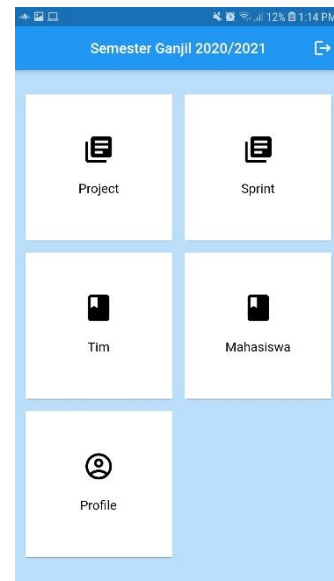 12% 1:14 PM
Semester Ganjil 2020/2021
Project
Sprint
Tim
Mahasiswa
Profile